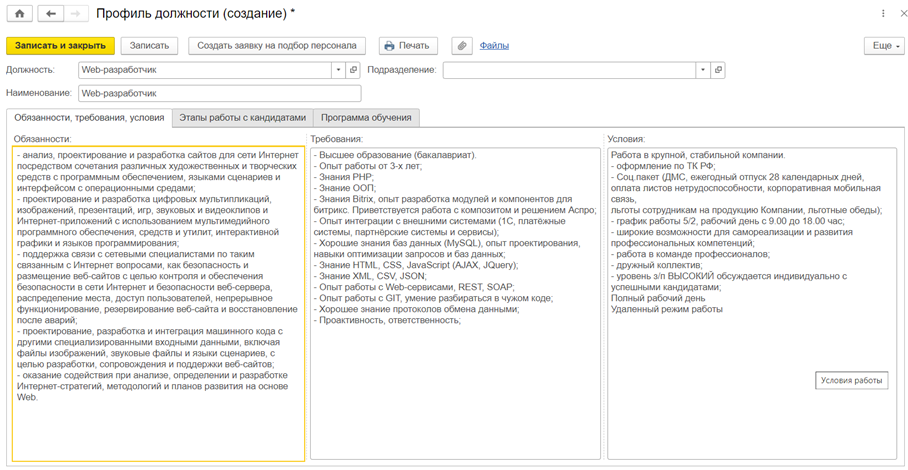 Профиль должности (создание) *
Записать и закрыть
Записать
Создать заявку на подбор персонала
Печать
Файлы
Еще
Должность:
Web-разработчик
Подразделение:
Наименование:
Web-разработчик
Обязанности, требования, условия
Этапы работы с кандидатами
Программа обучения
Обязанности:
- анализ, проектирование и разработка сайтов для сети Интернет
посредством сочетания различных художественных и творческих
средств с программным обеспечением, языками сценариев и
интерфейсом с операционными средами;
- проектирование и разработка цифровых мультипликаций,
изображений, презентаций, игр, звуковых и видеоклипов и
Интернет-приложений с использованием мультимедийного
программного обеспечения, средств и утилит, интерактивной
графики и языков программирования;
- поддержка связи с сетевыми специалистами по таким
связанным с Интернет вопросами, как безопасность и
размещение веб-сайтов с целью контроля и обеспечения
безопасности в сети Интернет и безопасности веб-сервера,
распределение места, доступ пользователей, непрерывное
функционирование, резервирование веб-сайта и восстановление
после аварий;
- проектирование, разработка и интеграция машинного кода с
другими специализированными входными данными, включая
файлы изображений, звуковые файлы и языки сценариев, с
целью разработки, сопровождения и поддержки веб-сайтов;
- оказание содействия при анализе, определении и разработке
Интернет-стратегий, методологий и планов развития на основе
Web.
Требования:
- Высшее образование (бакалавриат).
- Опыт работы от 3-х лет;
- Знания PHP;
- Знание ООП;
- Знания Bitrix, опыт разработка модулей и компонентов для
битрикс. Приветствуется работа с композитом и решением Аспро;
- Опыт интеграции с внешними системами (1С, платёжные
системы, партнёрские системы и сервисы);
- Хорошие знания баз данных (MySQL), опыт проектирования,
навыки оптимизации запросов и баз данных;
- Знание HTML, CSS, JavaScript (AJAX, JQuery);
- Знание XML, CSV, JSON;
- Опыт работы с Web-сервисами, REST, SOAP;
- Опыт работы с GIT, умение разбираться в чужом коде;
- Хорошее знание протоколов обмена данными;
- Проактивность, ответственность;
Условия:
Работа в крупной, стабильной компании.
- оформление по ТК РФ;
- Соц пакет (ДМС, ежегодный отпуск 28 календарных дней,
оплата листов нетрудоспособности, корпоративная мобильная
связь,
льготы сотрудникам на продукцию Компании, льготные обеды);
- график работы 5/2, рабочий день с 9.00 до 18.00 час;
- широкие возможности для самореализации и развития
профессиональных компетенций;
- работа в команде профессионалов;
- дружный коллектив;
- уровень з/п ВЫСОКИЙ обсуждается индивидуально с
успешными кандидатами;
Полный рабочий день
Удаленный режим работы
Условия работы